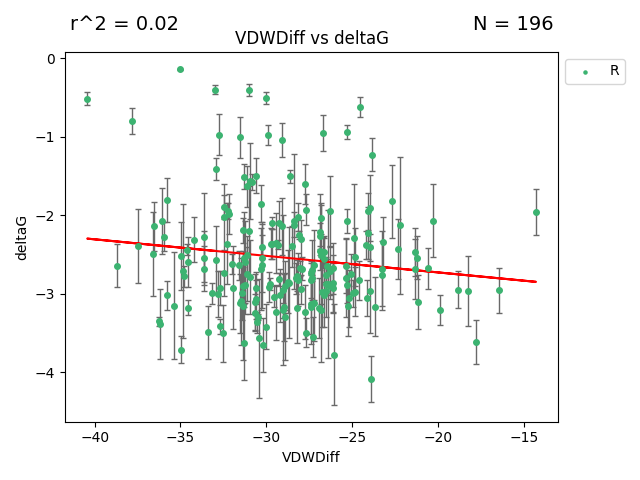 r^2 = 0.02
N = 196
VDWDiff vs deltaG
R
deltaG
0
−1
−2
−3
−4
−40
−35
−30
−25
−20
−15
VDWDiff